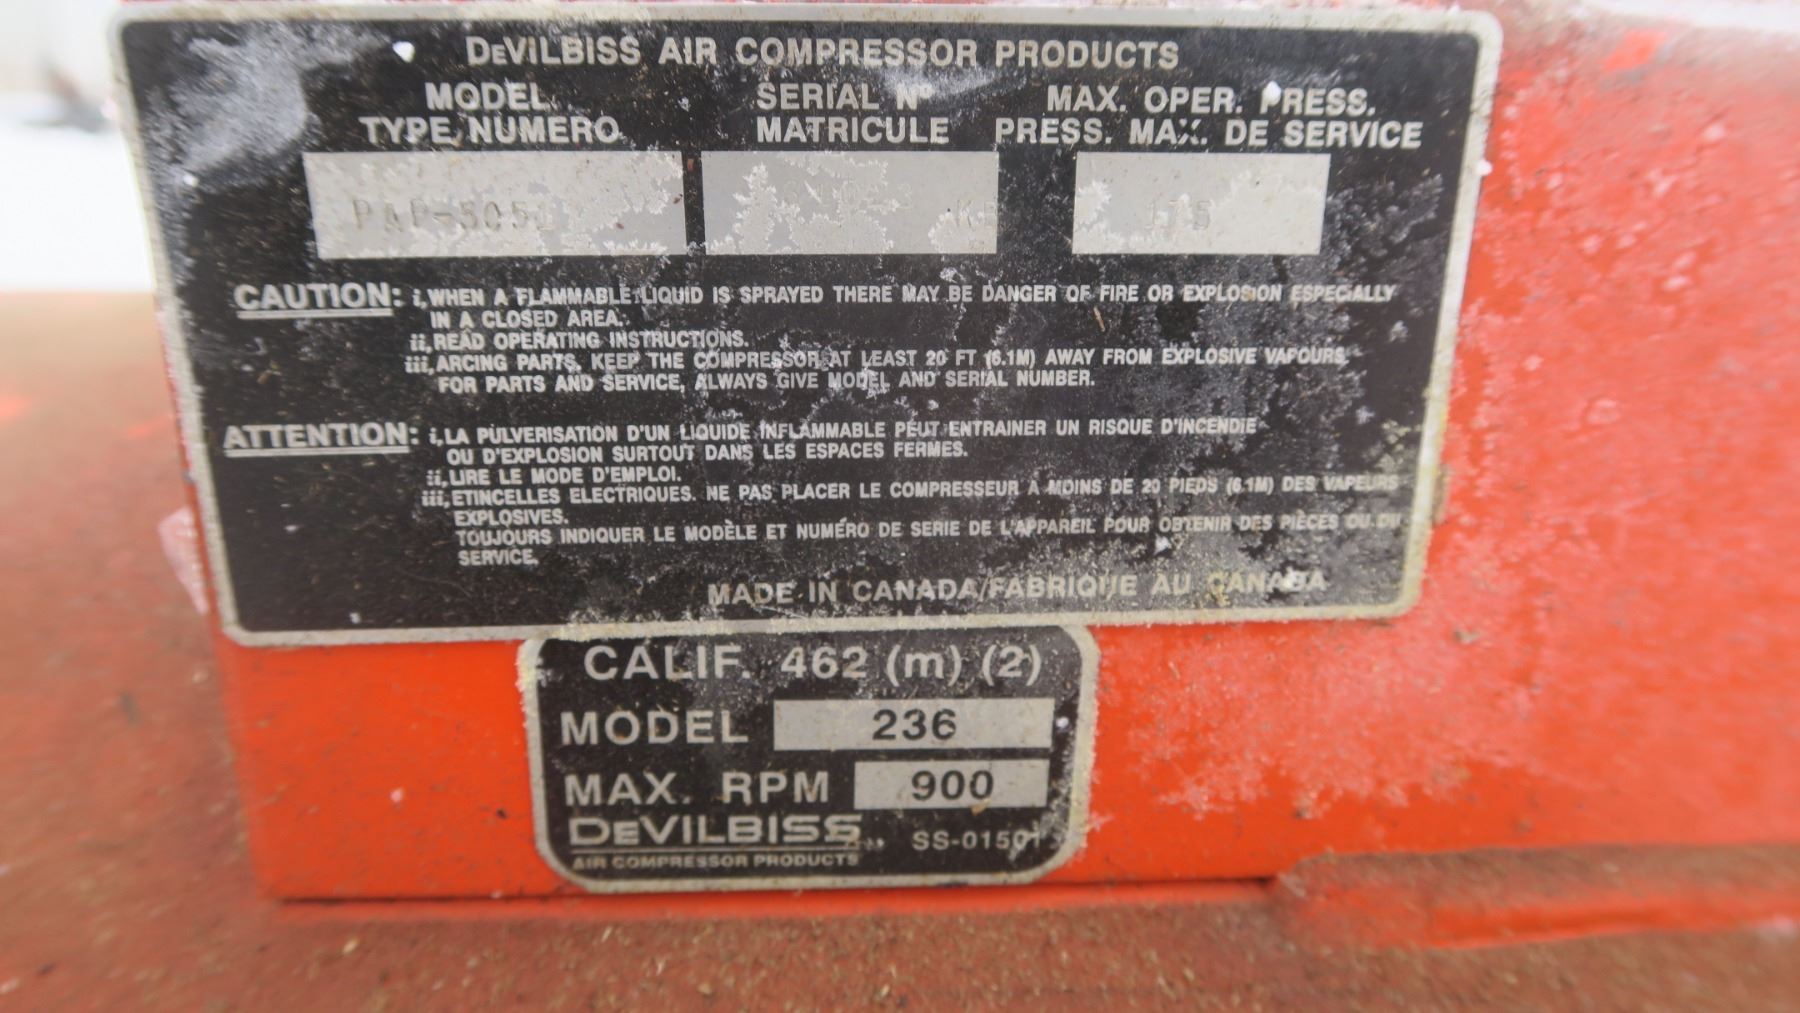 DEVILBISS AIR COMPRESSOR PRODUCTS
MODEL SERIAL Nº MAX. OPER. PRESS.
TYPE NUMERO MATRICULE PRESS. MAX. DE SERVICE
175
CAUTION: i, WHEN A FLAMMABLE LIQUID IS SPRAYED THERE MAY BE DANGER OF FIRE OR EXPLOSION ESPECIALLY
IN A CLOSED AREA.
ii, READ OPERATING INSTRUCTIONS.
iii, ARCING PARTS. KEEP THE COMPRESSOR AT LEAST 20 FT (6.1M) AWAY FROM EXPLOSIVE VAPOURS
FOR PARTS AND SERVICE, ALWAYS GIVE MODEL AND SERIAL NUMBER.
ATTENTION: i, LA PULVERISATION D'UN LIQUIDE INFLAMMABLE PEUT ENTRAINER UN RISQUE D'INCENDIE
OU D'EXPLOSION SURTOUT DANS LES ESPACES FERMES.
ii, LIRE LE MODE D'EMPLOI.
iii, ETINCELLES ELECTRIQUES. NE PAS PLACER LE COMPRESSEUR A MOINS DE 20 PIEDS (6.1M) DES VAPEURS
EXPLOSIVES.
TOUJOURS INDIQUER LE MODÈLE ET NUMÉRO DE SERIE DE L'APPAREIL POUR OBTENIR DES PIÈCES OU DU
SERVICE.
MADE IN CANADA/FABRIQUE AU CANADA
CALIF. 462 (m) (2)
MODEL 236
MAX. RPM 900
DEVILBISS SS-01501
AIR COMPRESSOR PRODUCTS